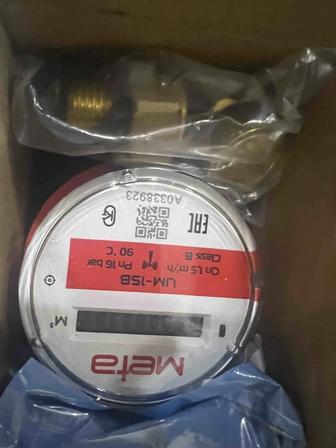 Meta
M³
UM-15B
Qn 1,5 m³/h Pn 16 bar
Class B 90 °C
EAC
A0338923